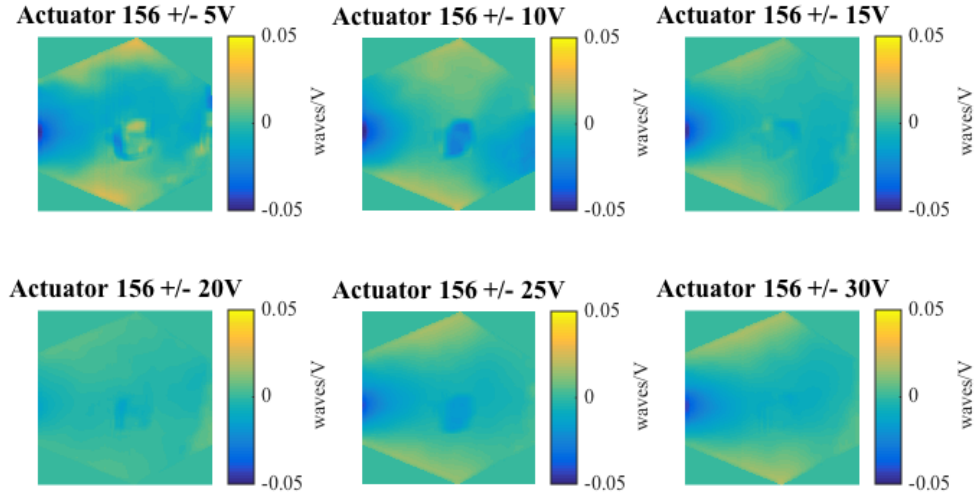 Actuator 156 +/- 5V
0.05
0
-0.05
waves/V
Actuator 156 +/- 10V
0.05
0
-0.05
waves/V
Actuator 156 +/- 15V
0.05
0
-0.05
waves/V
Actuator 156 +/- 20V
0.05
0
-0.05
waves/V
Actuator 156 +/- 25V
0.05
0
-0.05
waves/V
Actuator 156 +/- 30V
0.05
0
-0.05
waves/V